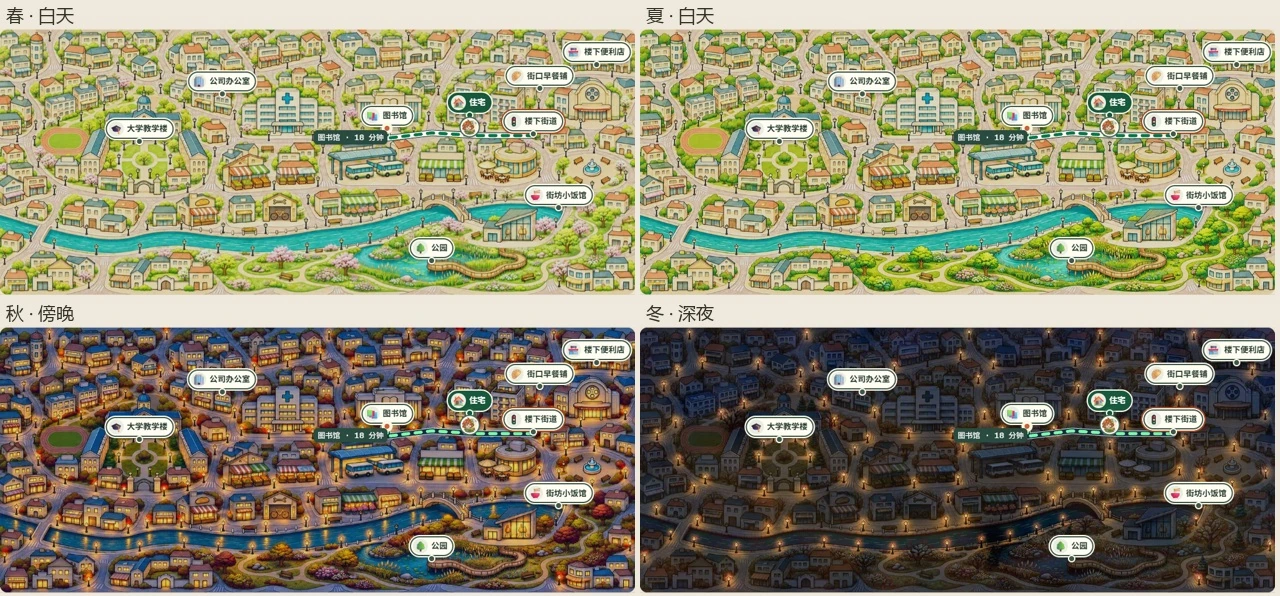 春 · 白天
楼下便利店
街口早餐铺
公司办公室
住宅
图书馆
楼下街道
大学教学楼
图书馆 · 18 分钟
街坊小饭馆
公园
夏 · 白天
楼下便利店
街口早餐铺
公司办公室
住宅
图书馆
楼下街道
大学教学楼
图书馆 · 18 分钟
街坊小饭馆
公园
秋 · 傍晚
楼下便利店
街口早餐铺
公司办公室
住宅
图书馆
楼下街道
大学教学楼
图书馆 · 18 分钟
街坊小饭馆
公园
冬 · 深夜
楼下便利店
街口早餐铺
公司办公室
住宅
图书馆
楼下街道
大学教学楼
图书馆 · 18 分钟
街坊小饭馆
公园